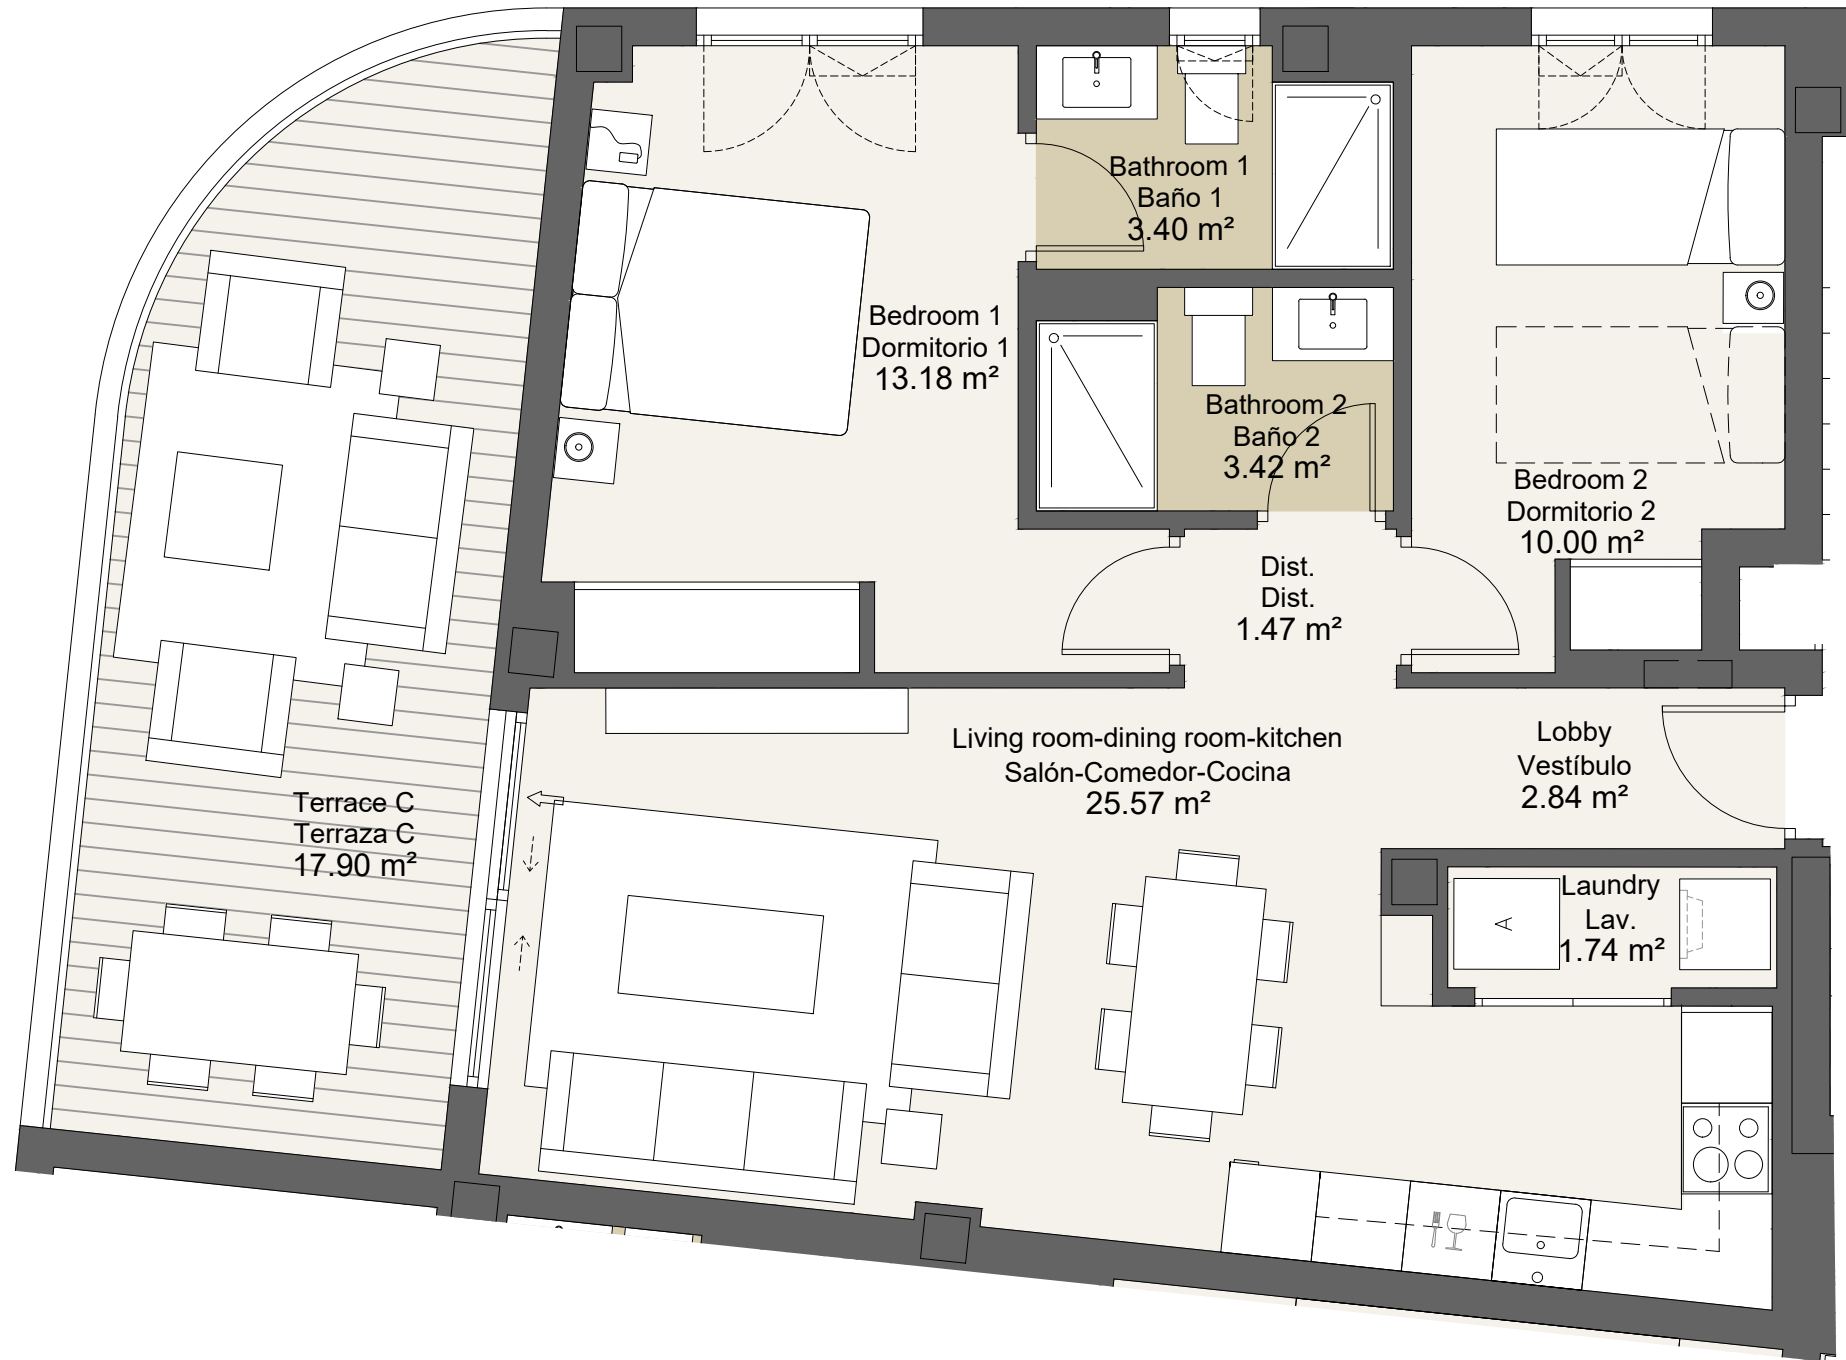 Bathroom 1
Baño 1
3.40 m²
Bedroom 1
Dormitorio 1
13.18 m²
Bathroom 2
Baño 2
3.42 m²
Bedroom 2
Dormitorio 2
10.00 m²
Dist.
Dist.
1.47 m²
Living room-dining room-kitchen
Salón-Comedor-Cocina
25.57 m²
Lobby
Vestíbulo
2.84 m²
Terrace C
Terraza C
17.90 m²
Laundry
Lav.
1.74 m²
A